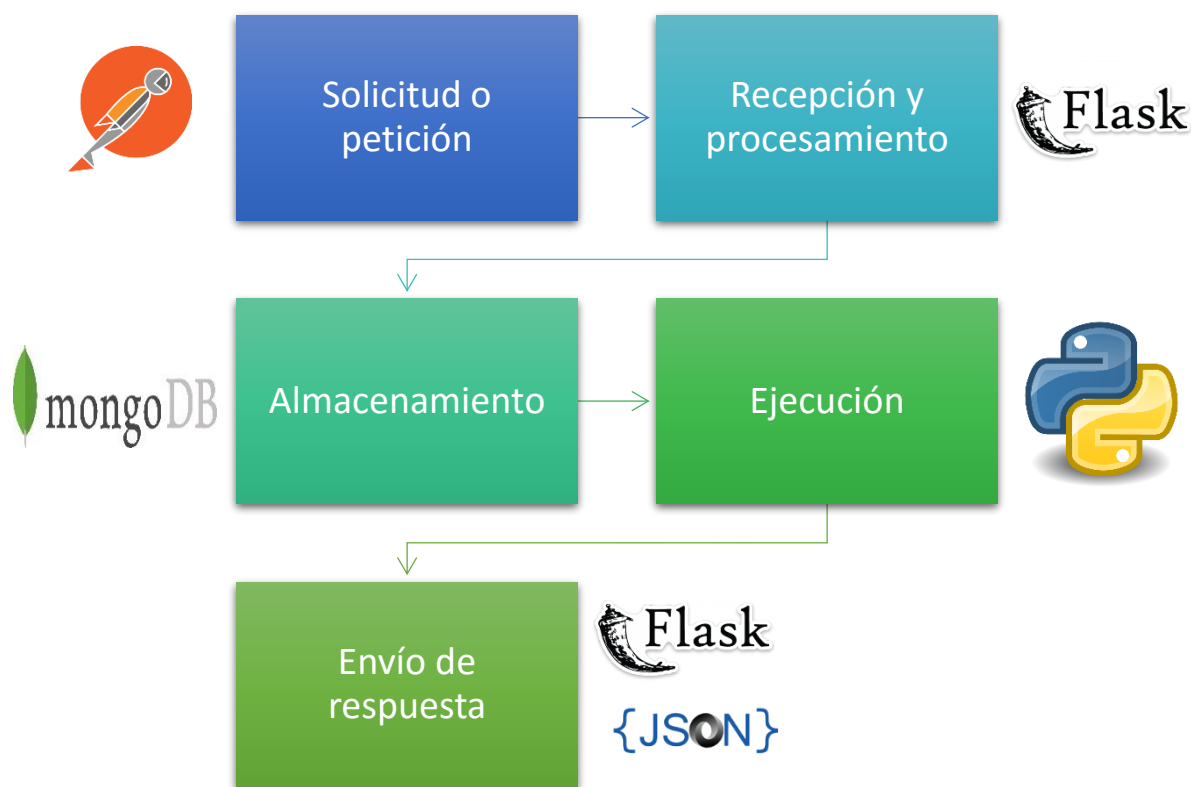 Solicitud o
petición
Recepción y
procesamiento
Flask
mongoDB
Almacenamiento
Ejecución
Envío de
respuesta
Flask
{JSON}